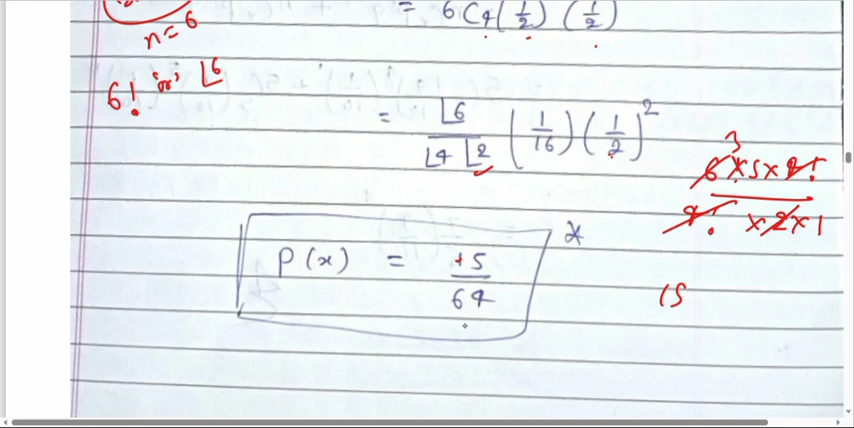 = 6C4(1/2) (1/2)
n=6
6! or ⌊6
= ⌊6 / ⌊4 ⌊2 (1/16)(1/2)^2
3
6×5×4! / 4! ×2×1
P(x) = 15/64 *
15